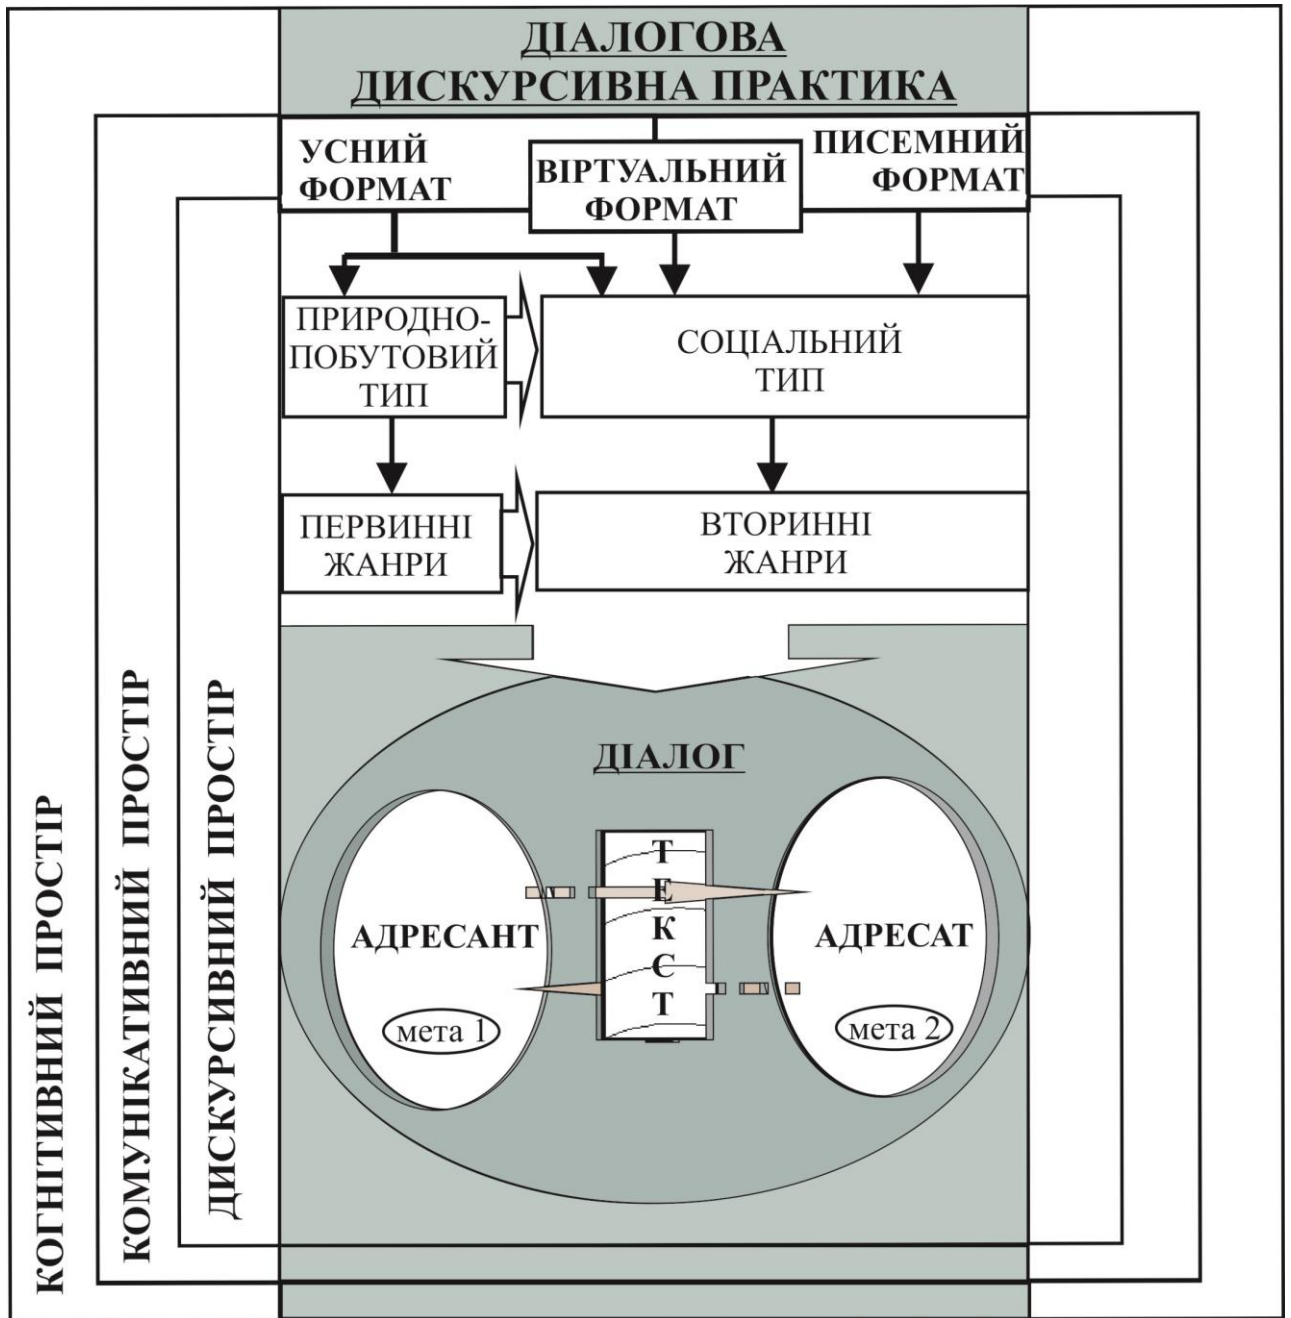 ДІАЛОГОВА
ДИСКУРСИВНА ПРАКТИКА
УСНИЙ
ФОРМАТ
ВІРТУАЛЬНИЙ
ФОРМАТ
ПИСЕМНИЙ
ФОРМАТ
ПРИРОДНО-
ПОБУТОВИЙ
ТИП
СОЦІАЛЬНИЙ
ТИП
ПЕРВИННІ
ЖАНРИ
ВТОРИННІ
ЖАНРИ
КОГНІТИВНИЙ ПРОСТІР
КОМУНІКАТИВНИЙ ПРОСТІР
ДИСКУРСИВНИЙ ПРОСТІР
ДІАЛОГ
АДРЕСАНТ
мета 1
ТЕКСТ
АДРЕСАТ
мета 2